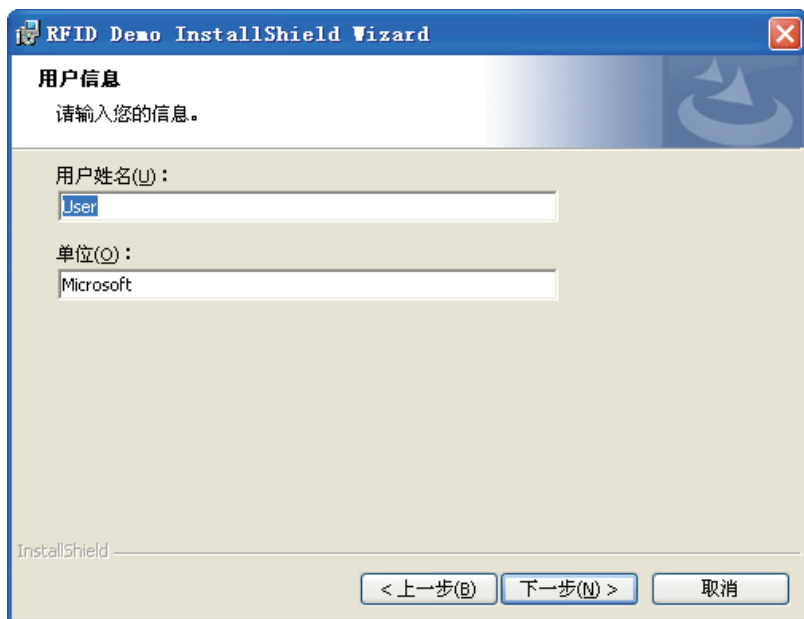 RFID Demo InstallShield Wizard
用户信息
请输入您的信息。
用户姓名(U)：
User
单位(O)：
Microsoft
InstallShield
< 上一步(B) 下一步(N) > 取消